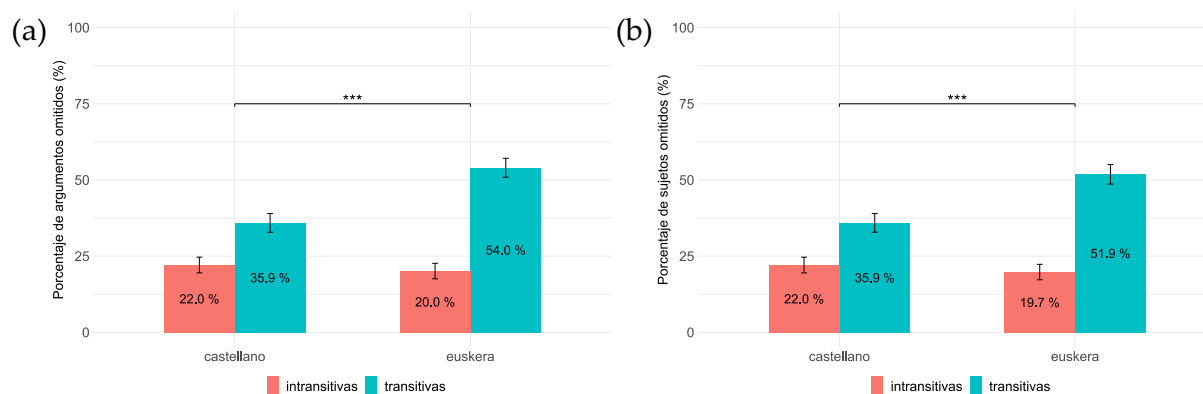 (a)
Porcentaje de argumentos omitidos (%)
100
75
50
25
0
***
22.0 %
35.9 %
20.0 %
54.0 %
castellano
euskera
intransitivas
transitivas
(b)
Porcentaje de sujetos omitidos (%)
100
75
50
25
0
***
22.0 %
35.9 %
19.7 %
51.9 %
castellano
euskera
intransitivas
transitivas